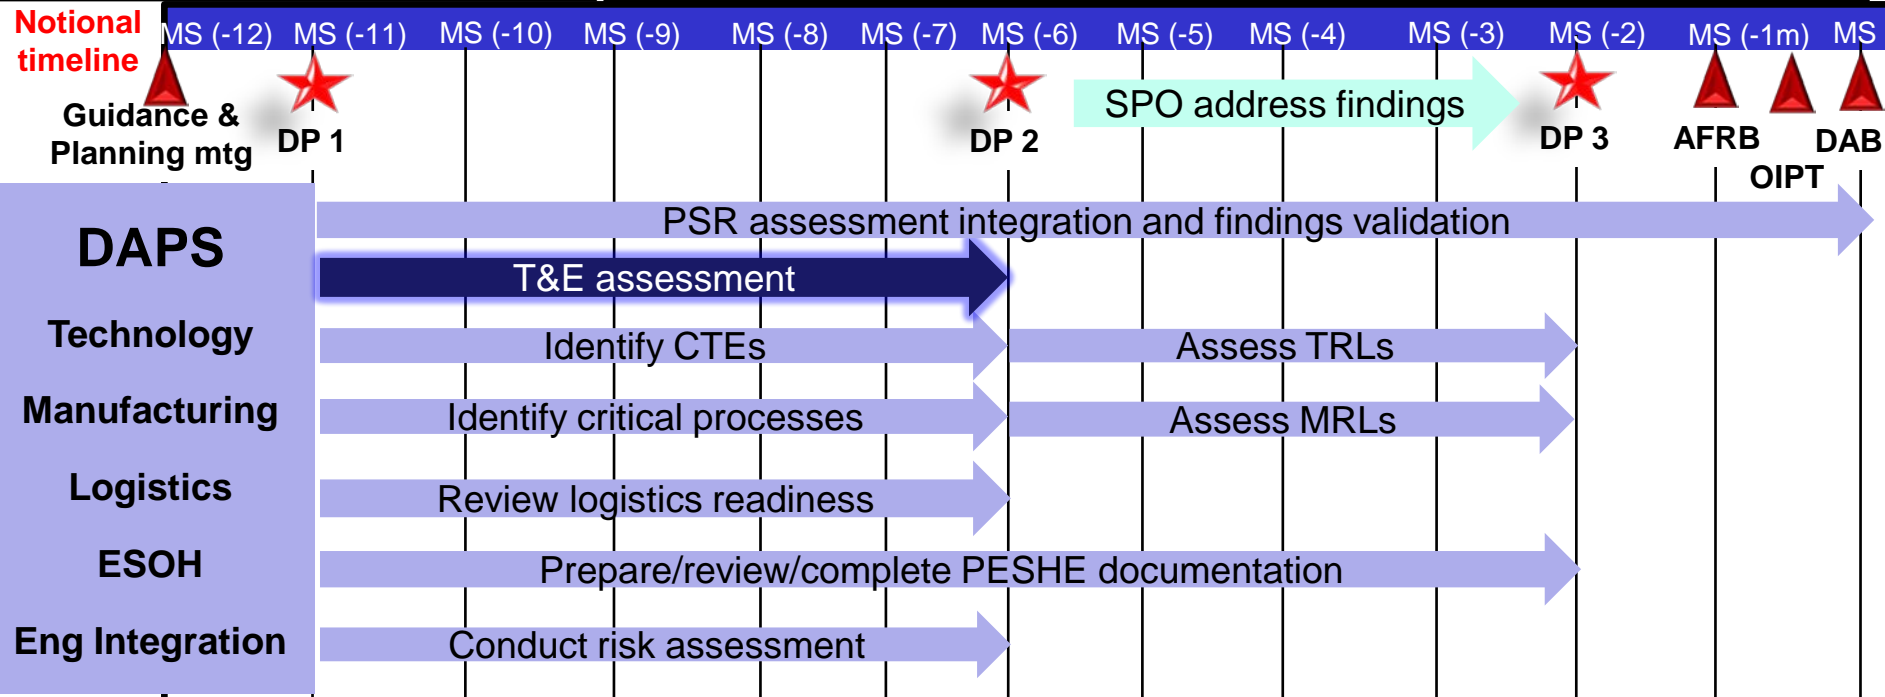 Notional
timeline
MS (-12) MS (-11) MS (-10) MS (-9) MS (-8) MS (-7) MS (-6) MS (-5) MS (-4) MS (-3) MS (-2) MS (-1m) MS
Guidance &
Planning mtg
DP 1
DP 2
SPO address findings
DP 3
AFRB
OIPT
DAB
DAPS
PSR assessment integration and findings validation
T&E assessment
Technology
Identify CTEs
Assess TRLs
Manufacturing
Identify critical processes
Assess MRLs
Logistics
Review logistics readiness
ESOH
Prepare/review/complete PESHE documentation
Eng Integration
Conduct risk assessment